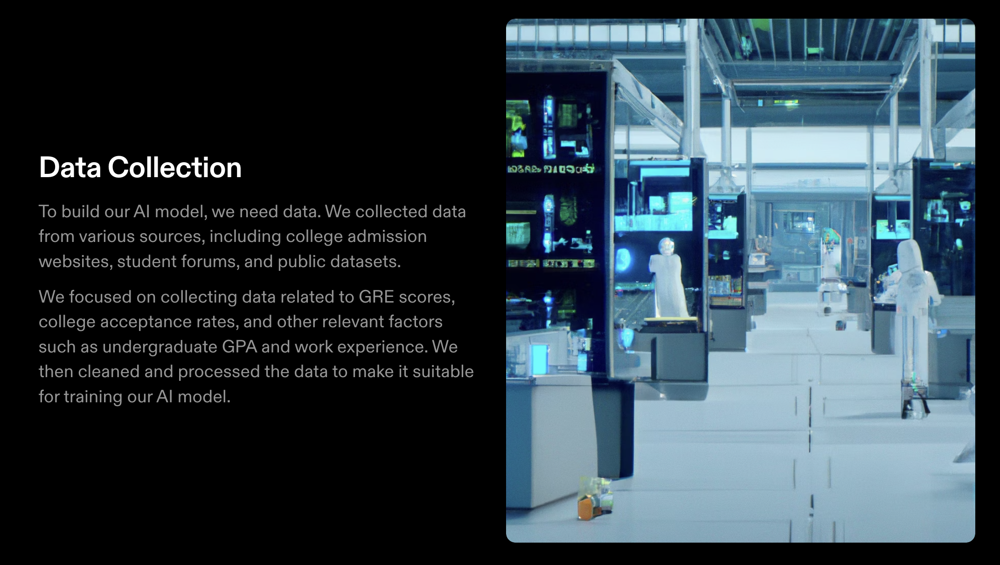 Data Collection
To build our AI model, we need data. We collected data
from various sources, including college admission
websites, student forums, and public datasets.
We focused on collecting data related to GRE scores,
college acceptance rates, and other relevant factors
such as undergraduate GPA and work experience. We
then cleaned and processed the data to make it suitable
for training our AI model.